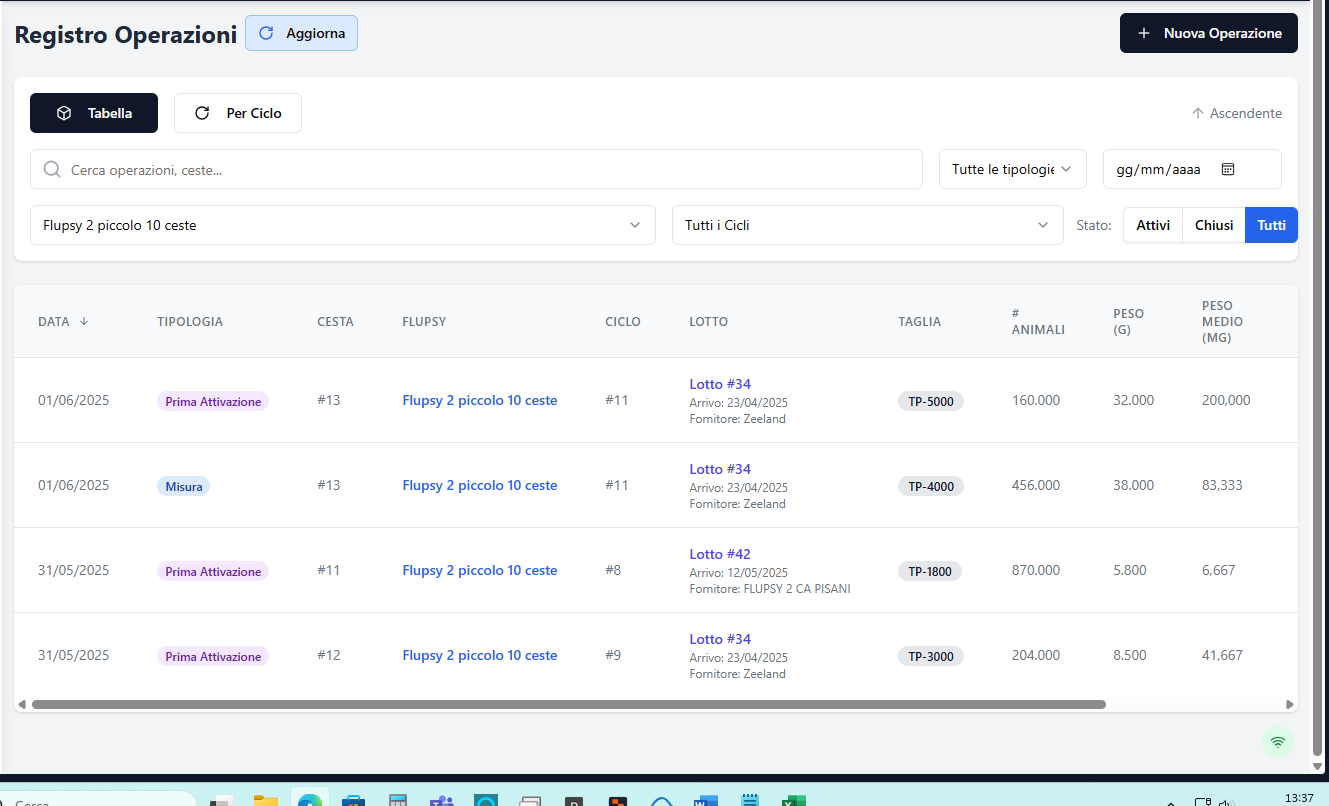 Registro Operazioni Aggiorna + Nuova Operazione
Tabella Per Ciclo Ascendente
Cerca operazioni, ceste... Tutte le tipologie gg/mm/aaaa
Flupsy 2 piccolo 10 ceste Tutti i Cicli Stato: Attivi Chiusi Tutti
DATA TIPOLOGIA CESTA FLUPSY CICLO LOTTO TAGLIA # ANIMALI PESO (G) PESO MEDIO (MG)
01/06/2025 Prima Attivazione #13 Flupsy 2 piccolo 10 ceste #11 Lotto #34 TP-5000 160.000 32.000 200,000
Arrivo: 23/04/2025
Fornitore: Zeeland
01/06/2025 Misura #13 Flupsy 2 piccolo 10 ceste #11 Lotto #34 TP-4000 456.000 38.000 83,333
Arrivo: 23/04/2025
Fornitore: Zeeland
31/05/2025 Prima Attivazione #11 Flupsy 2 piccolo 10 ceste #8 Lotto #42 TP-1800 870.000 5.800 6,667
Arrivo: 12/05/2025
Fornitore: FLUPSY 2 CA PISANI
31/05/2025 Prima Attivazione #12 Flupsy 2 piccolo 10 ceste #9 Lotto #34 TP-3000 204.000 8.500 41,667
Arrivo: 23/04/2025
Fornitore: Zeeland
Cerca 13:37